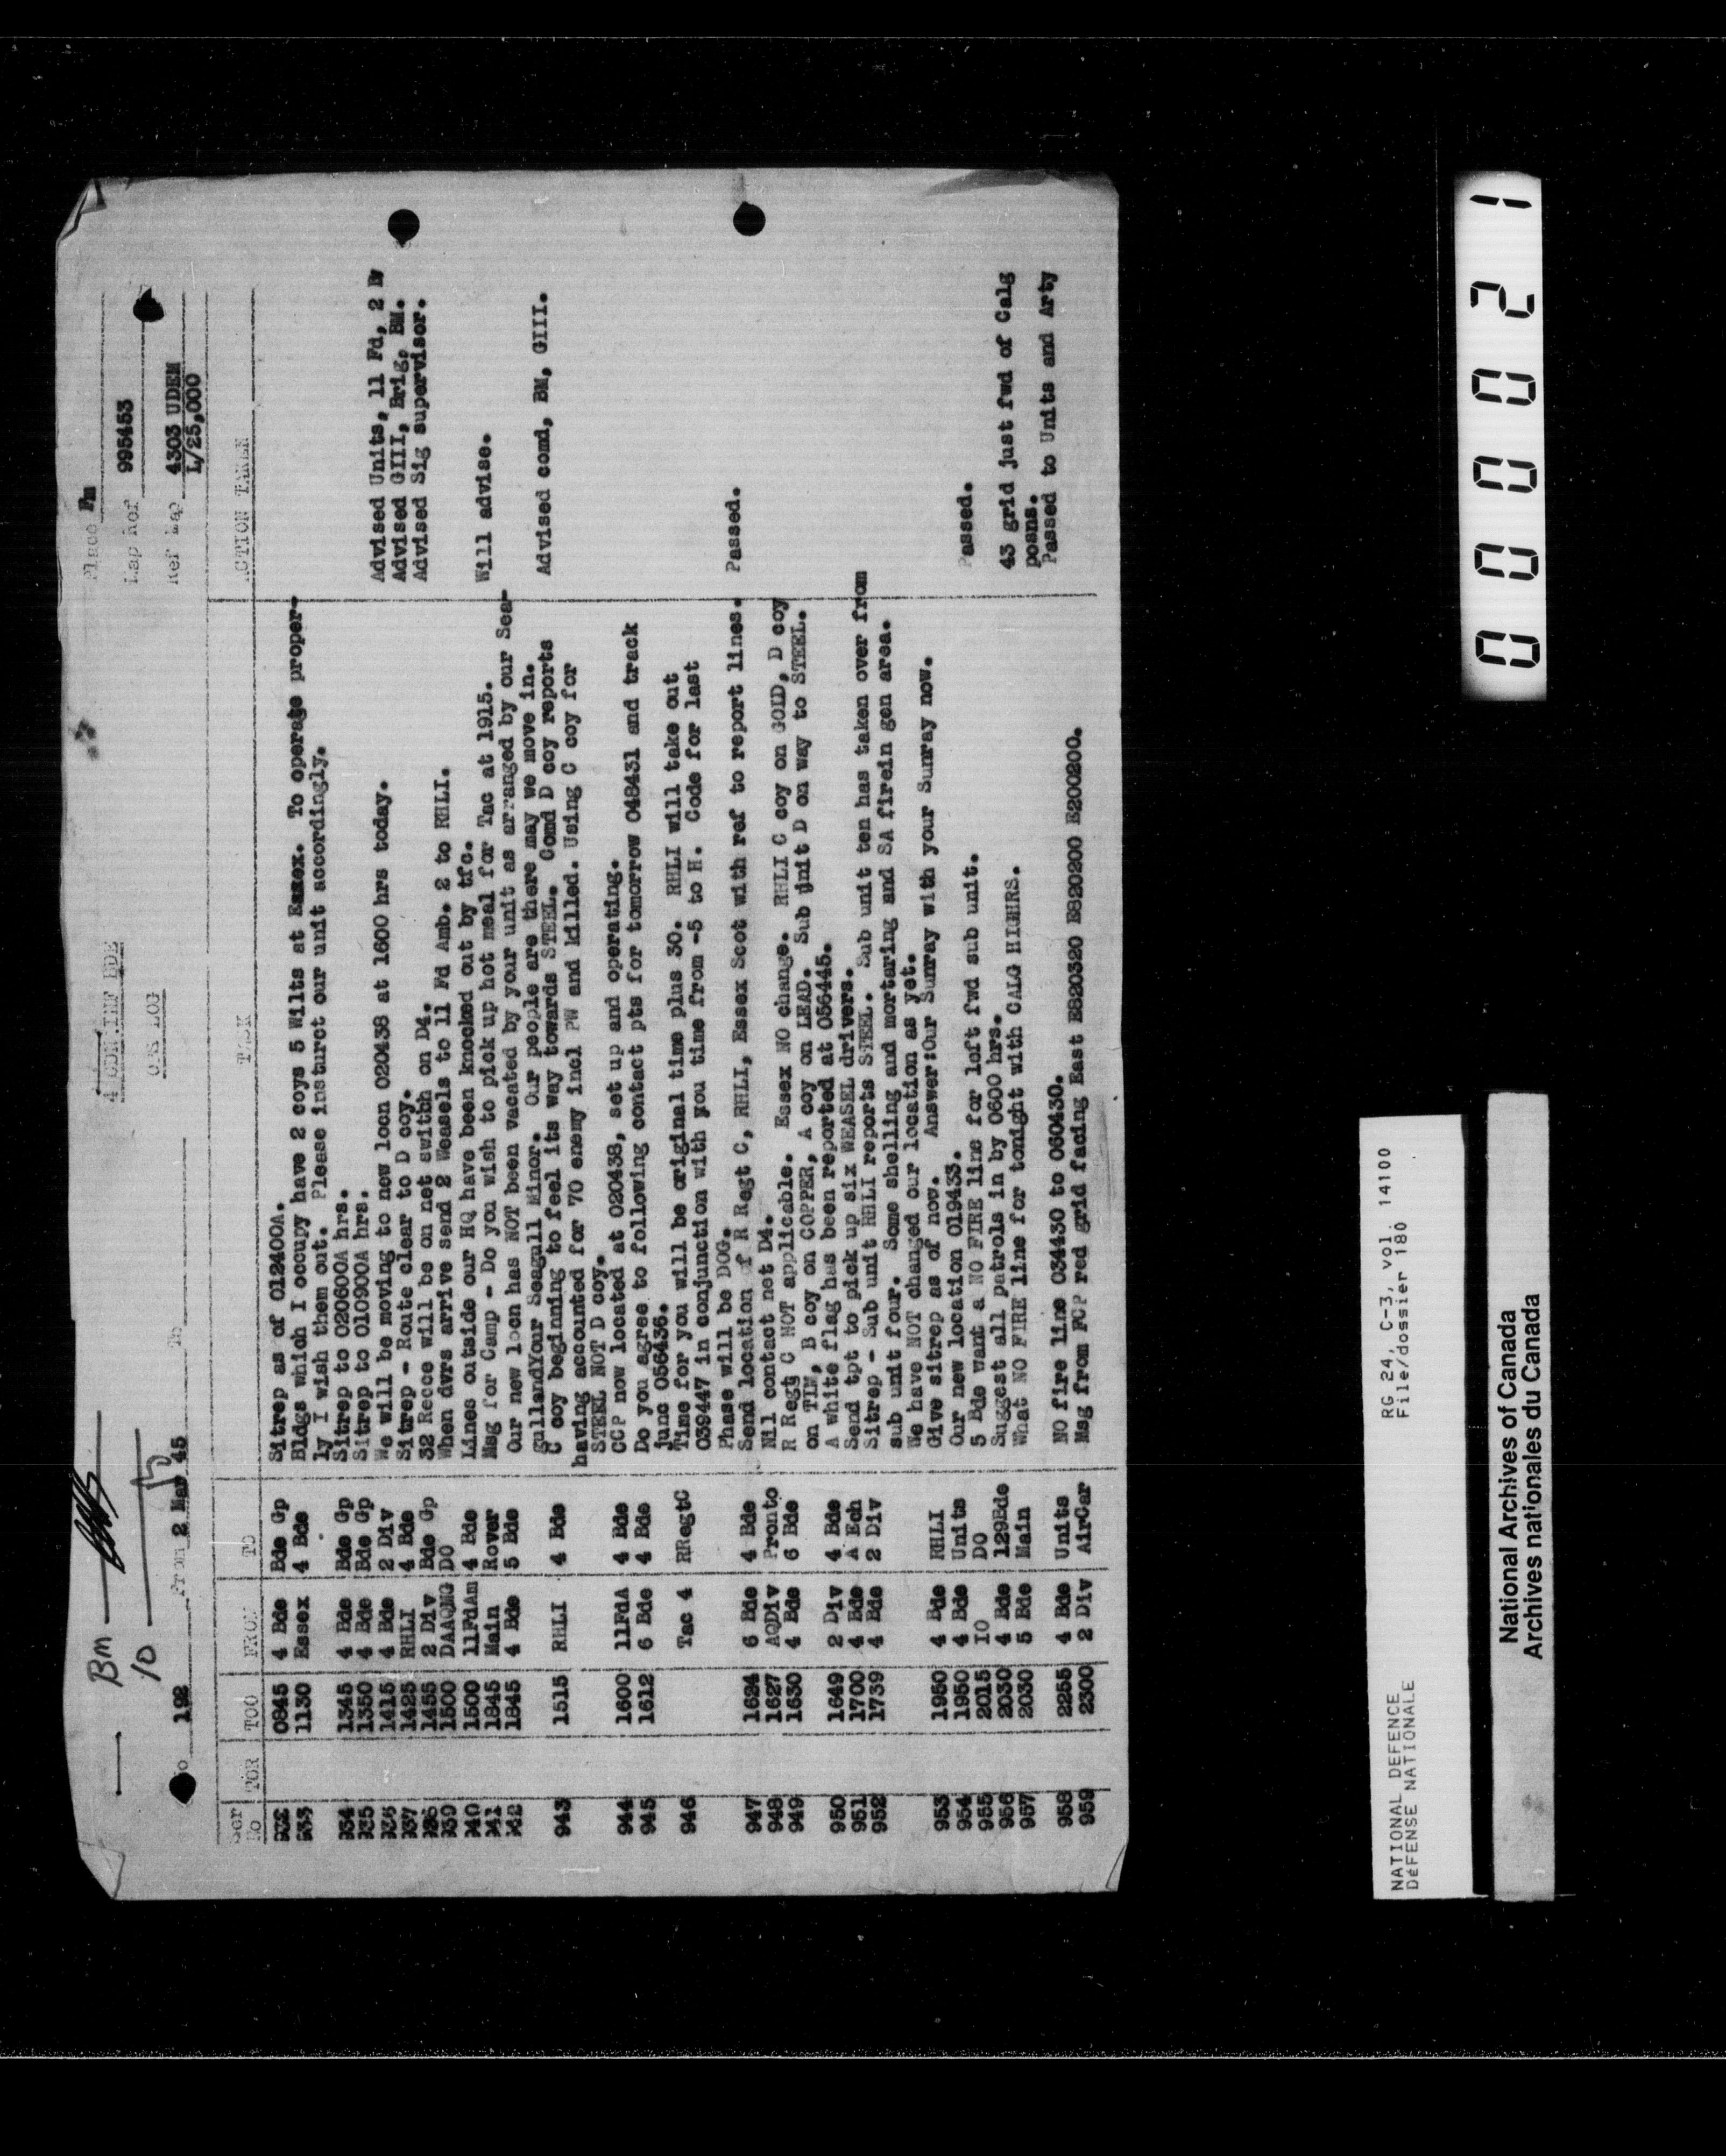 BM
10
15
4 CDN INF BDE
OPS LOG
Place Fm
Map Ref 995453
Ref Map 4303 UDEM
L/25,000
No 192 From 2 Mar 45 To
Ser No TOR TOO FROM TO TASK ACTION TAKEN
932 0845 4 Bde Bde Gp Sitrep as of 012400A.
933 1130 Essex 4 Bde Bldgs which I occupy have 2 coys 5 Wilts at Essex. To operate proper-
ly I wish them out. Please insturct our unit accordingly.
934 1345 4 Bde Bde Gp Sitrep to 020600A hrs.
935 1350 4 Bde Bde Gp Sitrep to 010900A hrs.
936 1415 4 Bde 2 Div We will be moving to new locn 020438 at 1600 hrs today. Advised Units, 11 Fd, 2 Div
937 1425 RHLI 4 Bde Sitrep - Route clear to D coy. Advised GIII, Brig, BM.
938 1455 2 Div Bde Gp 32 Recce will be on net swithh on D4. Advised Sig supervisor.
939 1500 DAAQMG DO When dvrs arrive send 2 Weasels to 11 Fd Amb. 2 to RHLI.
940 1500 11FdAm 4 Bde Lines outside our HQ have been knocked out by tfc.
941 1845 Main Rover Msg for Camp - Do you wish to pick up hot meal for Tac at 1915. Will advise.
942 1845 4 Bde 5 Bde Our new locn has NOT been vacated by your unit as arranged by our Sea-
gullandYour Seagull Minor. Our people are there may we move in.
943 1515 RHLI 4 Bde C coy beginning to feel its way towards STEEL. Comd D coy reports Advised comd, BM, GIII.
having accounted for 70 enemy incl PW and killed. Using C coy for
STEEL NOT D coy.
944 1600 11FdA 4 Bde CCP now located at 020438, set up and operating.
945 1612 6 Bde 4 Bde Do you agree to following contact pts for tomorrow 048431 and track
junc 056436.
946 Tac 4 RRegtC Time for you will be original time plus 30. RHLI will take out
039447 in conjunction with you time from -5 to H. Code for last
Phase will be DOG.
947 1624 6 Bde 4 Bde Send location of R Regt C, RHLI, Essex Scot with ref to report lines. Passed.
948 1627 AQDiv Pronto Nil contact net D4.
949 1630 4 Bde 6 Bde R Regt C NOT applicable. Essex NO change. RHLI C coy on GOLD, D coy
on TIN, B coy on COPPER, A coy on LEAD. Sub unit D on way to STEEL.
950 1649 2 Div 4 Bde A white flag has been reported at 056445.
951 1700 4 Bde A Ech Send tpt to pick up six WEASEL drivers.
952 1739 4 Bde 2 Div Sitrep - Sub unit RHLI reports STEEL. Sub unit ten has taken over from
sub unit four. Some shelling and mortaring and SA firein gen area.
We have NOT changed our location as yet.
953 1950 4 Bde RHLI Give sitrep as of now. Answer:Our Sunray with your Sunray now.
954 1950 4 Bde Units Our new location 019433.
955 2015 IO DO 5 Bde want a NO FIRE line for left fwd sub unit. Passed.
956 2030 4 Bde 129Bde Suggest all patrols in by 0600 hrs.
957 2030 5 Bde Main What NO FIRE line for tonight with CALG HIGHRS. 43 grid just fwd of Calg
posns.
958 2255 4 Bde Units NO fire line 034430 to 060430. Passed to Units and Arty
959 2300 2 Div AirCar Msg from FCP red grid facing East E820320 E820200 E200200.
00021
NATIONAL DEFENCE
DéFENSE NATIONALE
RG 24, C-3, vol. 14100
File/dossier 180
National Archives of Canada
Archives nationales du Canada